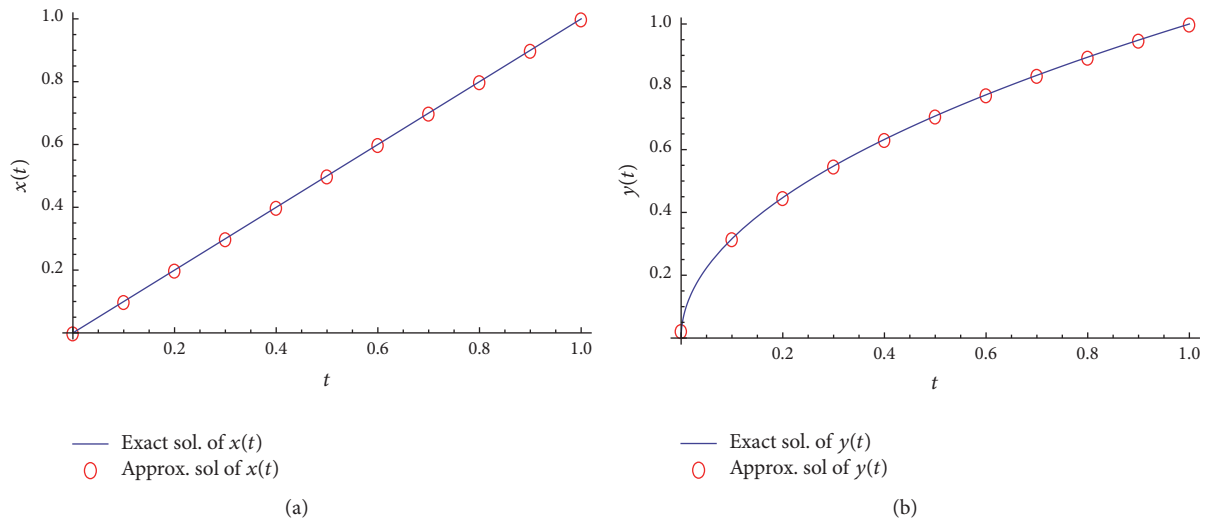 1.0
0.8
0.6
0.4
0.2
x(t)
0.2 0.4 0.6 0.8 1.0
t
Exact sol. of x(t)
Approx. sol of x(t)
(a)
1.0
0.8
0.6
0.4
0.2
y(t)
0.2 0.4 0.6 0.8 1.0
t
Exact sol. of y(t)
Approx. sol of y(t)
(b)